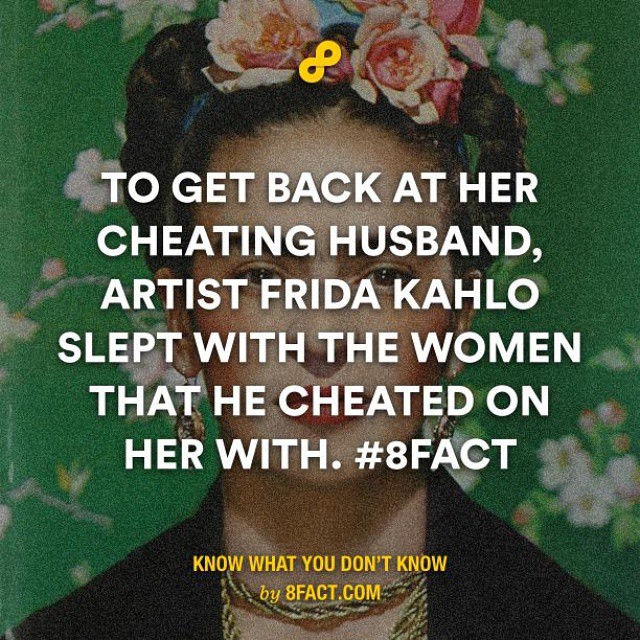 TO GET BACK AT HER
CHEATING HUSBAND,
ARTIST FRIDA KAHLO
SLEPT WITH THE WOMEN
THAT HE CHEATED ON
HER WITH. #8FACT
KNOW WHAT YOU DON'T KNOW
by 8FACT.COM